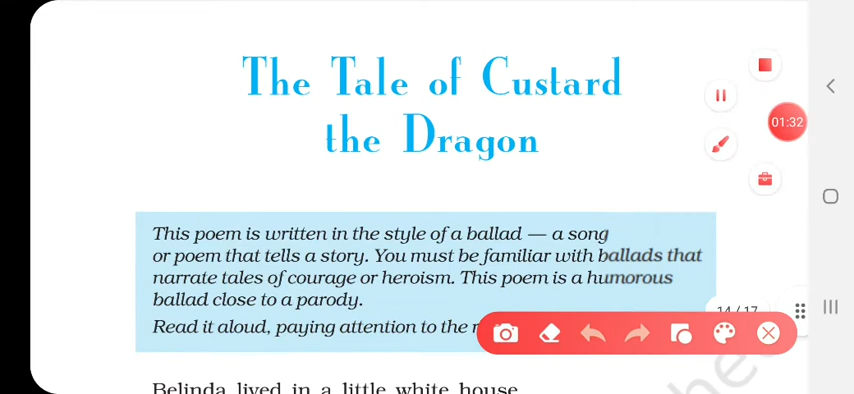 The Tale of Custard
the Dragon
01:32
This poem is written in the style of a ballad — a song
or poem that tells a story. You must be familiar with ballads that
narrate tales of courage or heroism. This poem is a humorous
ballad close to a parody.
14/17
Read it aloud, paying attention to the
Belinda lived in a little white house